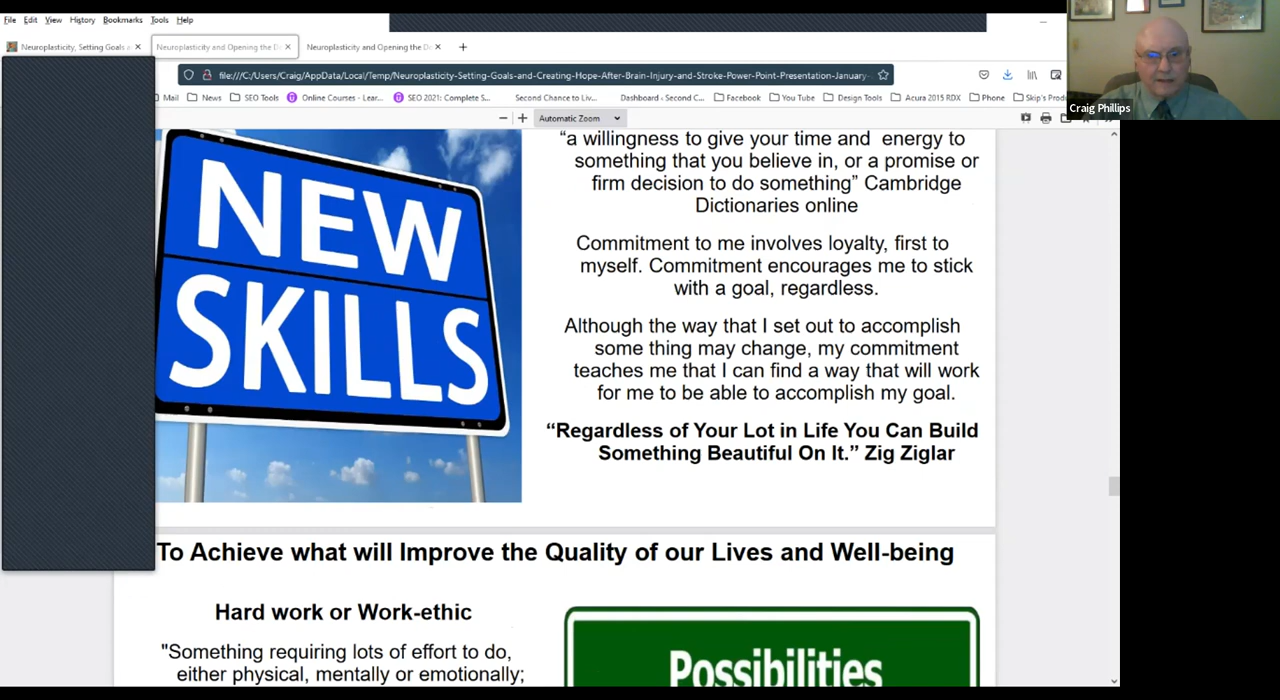 File Edit View History Bookmarks Tools Help
Neuroplasticity, Setting Goals a
Neuroplasticity and Opening the D
Neuroplasticity and Opening the De
file:///C:/Users/Craig/AppData/Local/Temp/Neuroplasticity-Setting-Goals-and-Creating-Hope-After-Brain-Injury-and-Stroke-Power-Point-Presentation-January-
Mail News SEO Tools Online Courses - Lear... SEO 2021: Complete S... Second Chance to Liv... Dashboard - Second C... Facebook You Tube Design Tools Acura 2015 RDX Phone Skip's Prod
Automatic Zoom
Craig Phillips
NEW
SKILLS
“a willingness to give your time and energy to
something that you believe in, or a promise or
firm decision to do something” Cambridge
Dictionaries online
Commitment to me involves loyalty, first to
myself. Commitment encourages me to stick
with a goal, regardless.
Although the way that I set out to accomplish
some thing may change, my commitment
teaches me that I can find a way that will work
for me to be able to accomplish my goal.
“Regardless of Your Lot in Life You Can Build
Something Beautiful On It.” Zig Ziglar
To Achieve what will Improve the Quality of our Lives and Well-being
Hard work or Work-ethic
"Something requiring lots of effort to do,
either physical, mentally or emotionally;
Possibilities